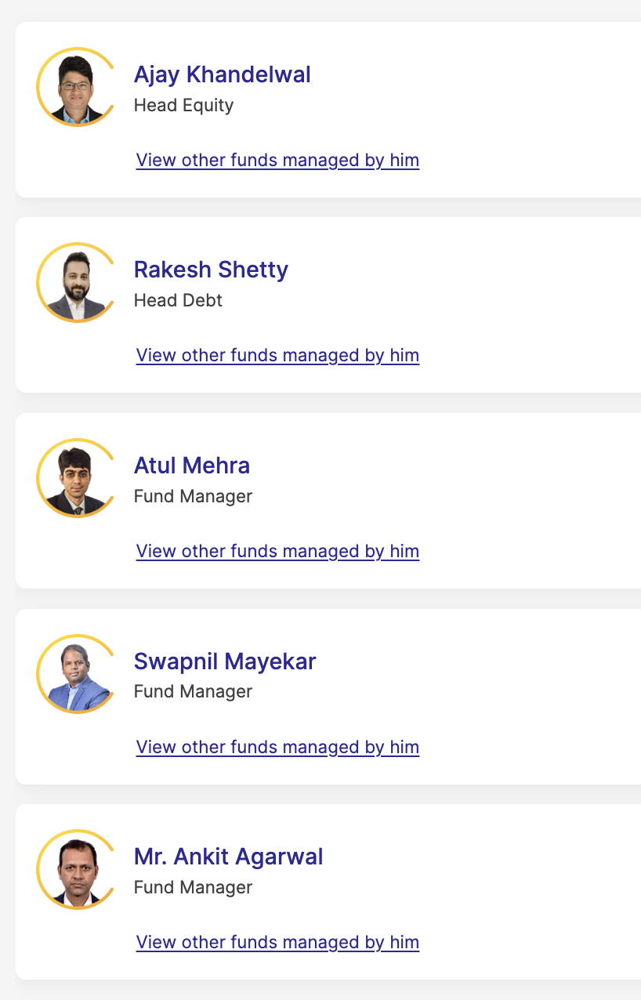 Ajay Khandelwal
Head Equity
View other funds managed by him
Rakesh Shetty
Head Debt
View other funds managed by him
Atul Mehra
Fund Manager
View other funds managed by him
Swapnil Mayekar
Fund Manager
View other funds managed by him
Mr. Ankit Agarwal
Fund Manager
View other funds managed by him